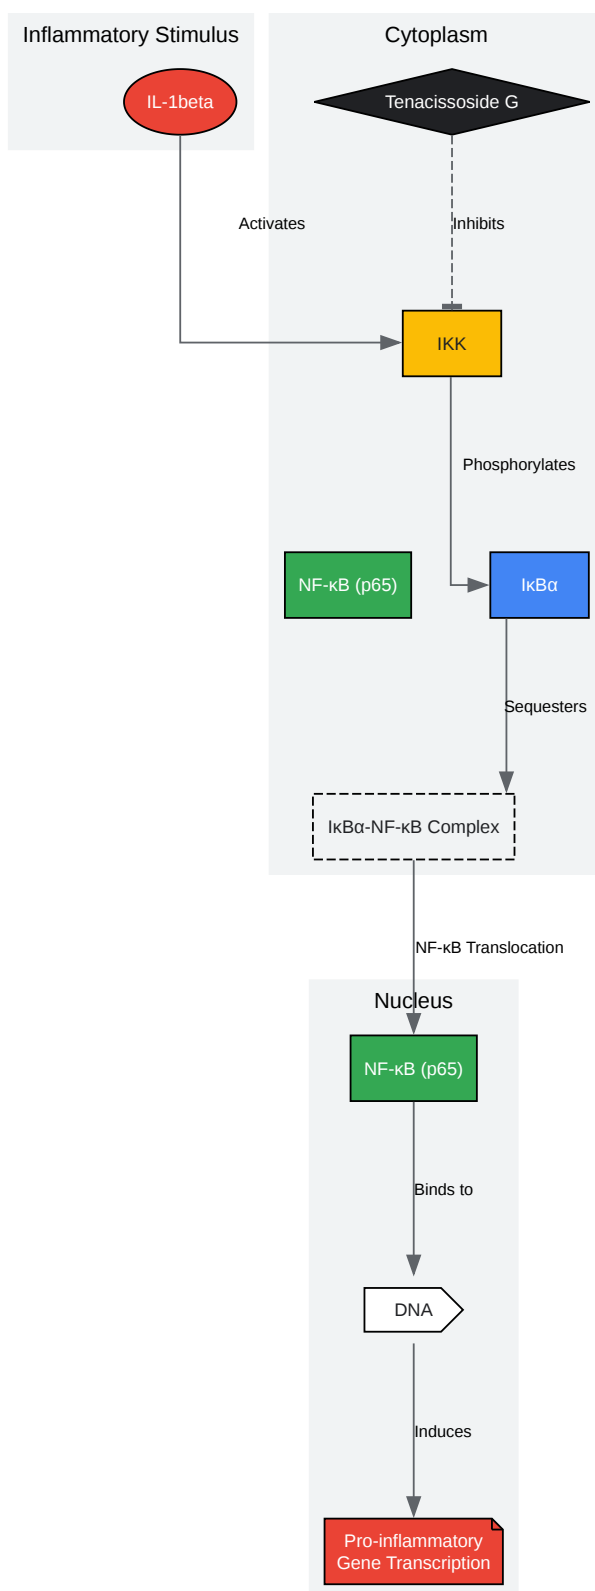 Inflammatory Stimulus
Cytoplasm
IL-1beta
Tenacissoside G
Activates
Inhibits
IKK
Phosphorylates
NF-κB (p65)
IκBα
Sequesters
IκBα-NF-κB Complex
NF-κB Translocation
Nucleus
NF-κB (p65)
Binds to
DNA
Induces
Pro-inflammatory
Gene Transcription